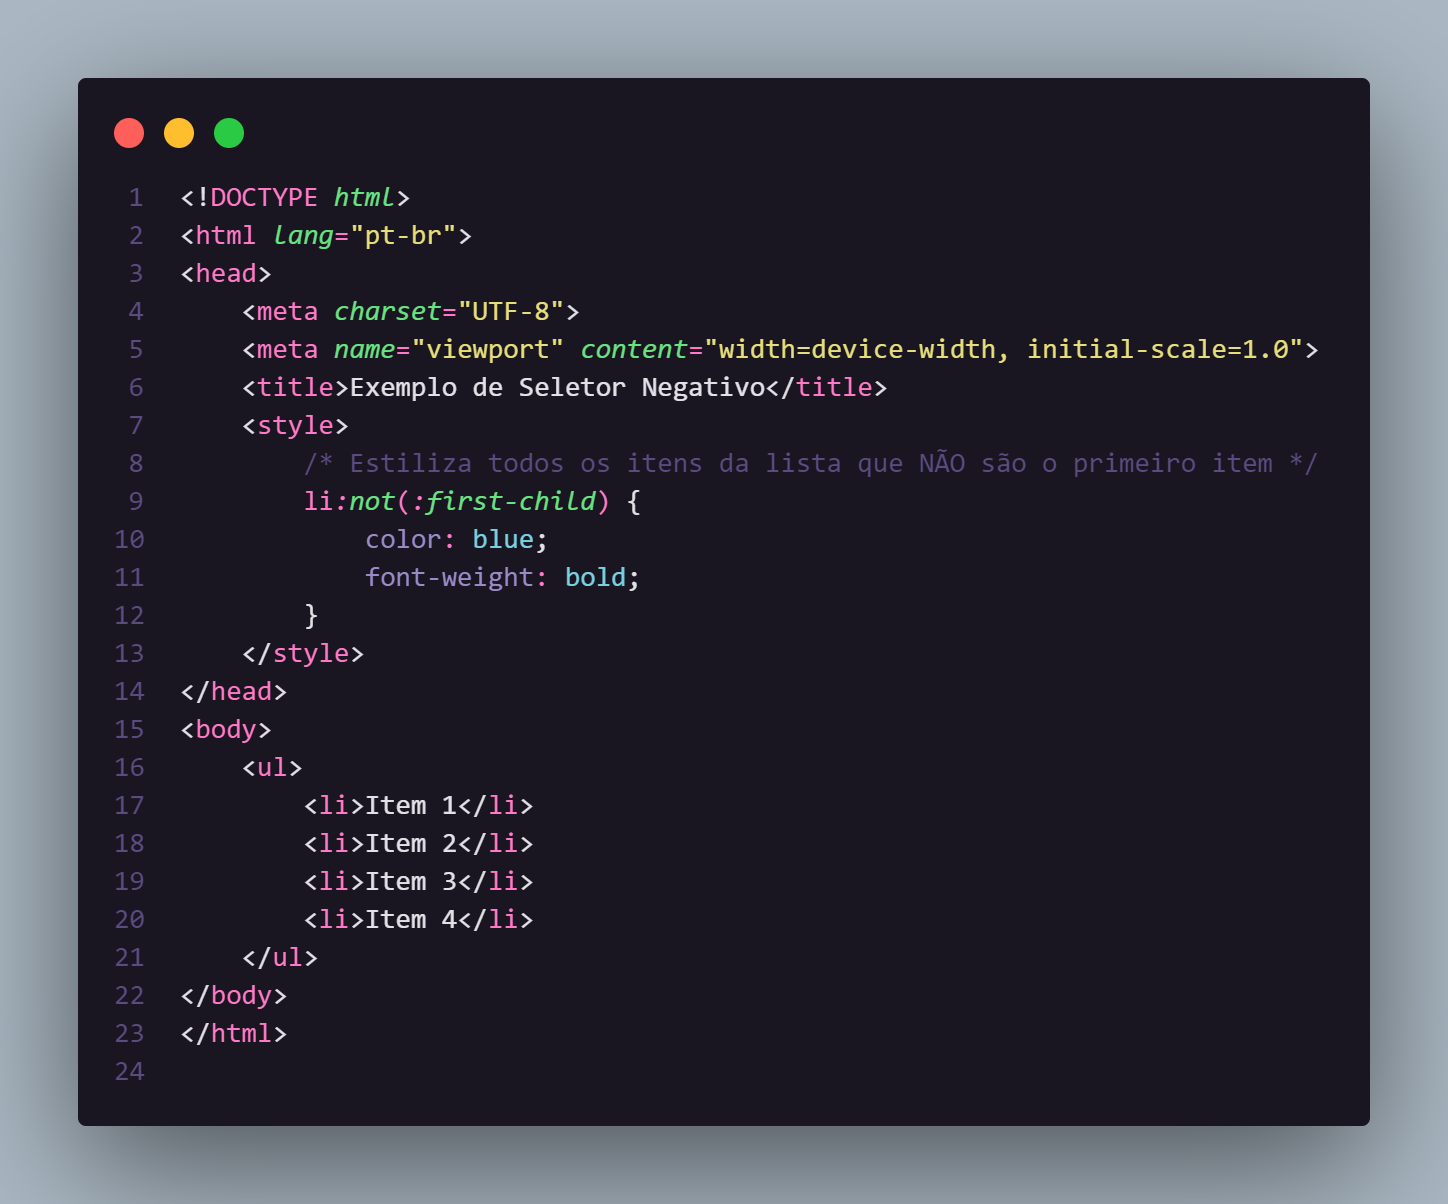 1 <!DOCTYPE html>
2 <html lang="pt-br">
3 <head>
4     <meta charset="UTF-8">
5     <meta name="viewport" content="width=device-width, initial-scale=1.0">
6     <title>Exemplo de Seletor Negativo</title>
7     <style>
8         /* Estiliza todos os itens da lista que NÃO são o primeiro item */
9         li:not(:first-child) {
10             color: blue;
11             font-weight: bold;
12         }
13     </style>
14 </head>
15 <body>
16     <ul>
17         <li>Item 1</li>
18         <li>Item 2</li>
19         <li>Item 3</li>
20         <li>Item 4</li>
21     </ul>
22 </body>
23 </html>
24